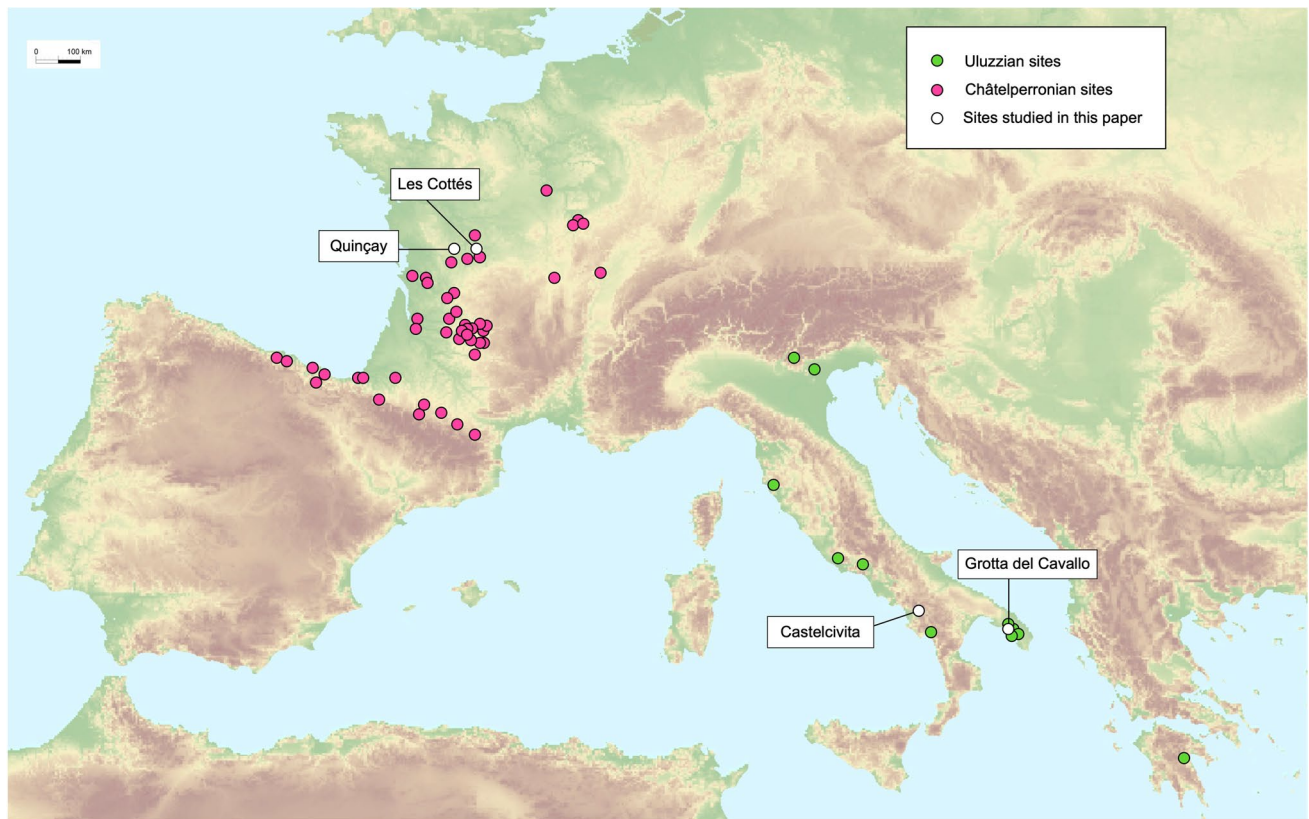 0 100 km
Uluzzian sites
Châtelperronian sites
Sites studied in this paper
Les Cottés
Quinçay
Grotta del Cavallo
Castelcivita